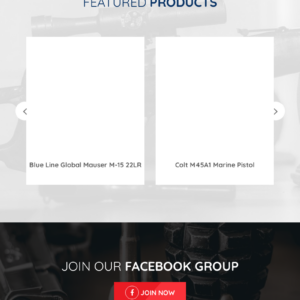 FEATURED PRODUCTS
Blue Line Global Mauser M-15 22LR
Colt M45A1 Marine Pistol
JOIN OUR FACEBOOK GROUP
JOIN NOW